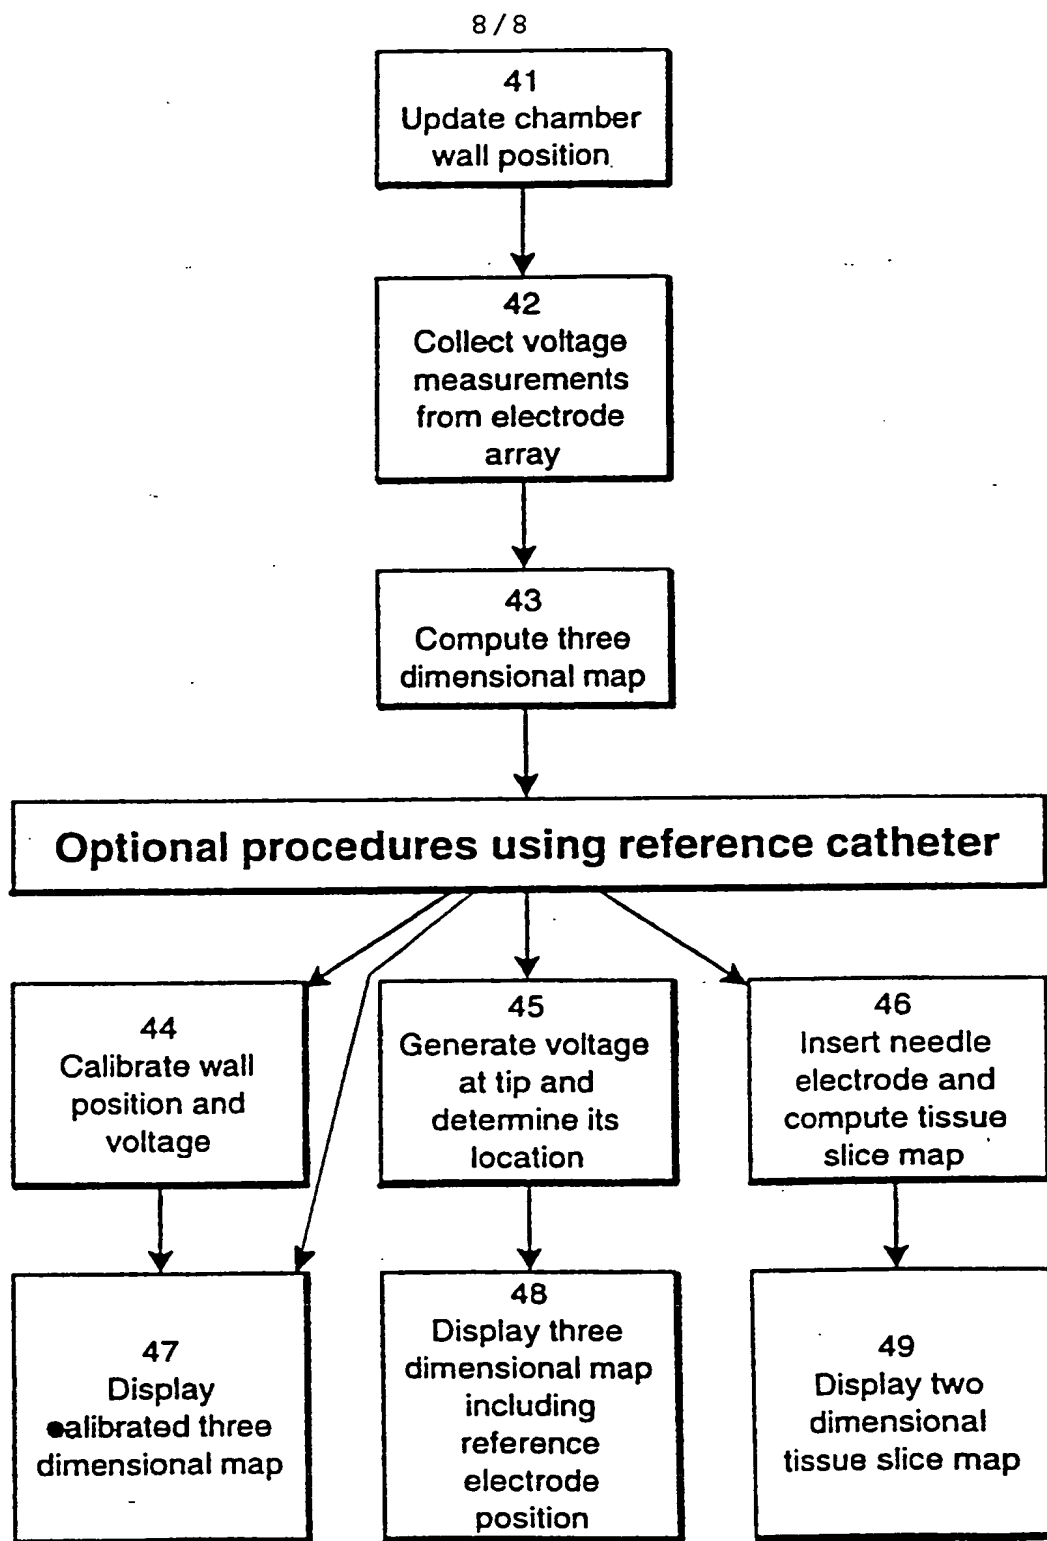 8/8
41
Update chamber
wall position
42
Collect voltage
measurements
from electrode
array
43
Compute three
dimensional map
Optional procedures using reference catheter
44
Calibrate wall
position and
voltage
45
Generate voltage
at tip and
determine its
location
46
Insert needle
electrode and
compute tissue
slice map
47
Display
calibrated three
dimensional map
48
Display three
dimensional map
including
reference
electrode
position
49
Display two
dimensional
tissue slice map